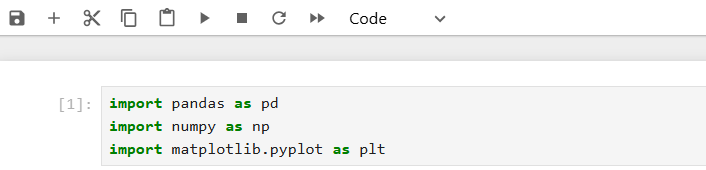 Code
[1]:
import pandas as pd
import numpy as np
import matplotlib.pyplot as plt